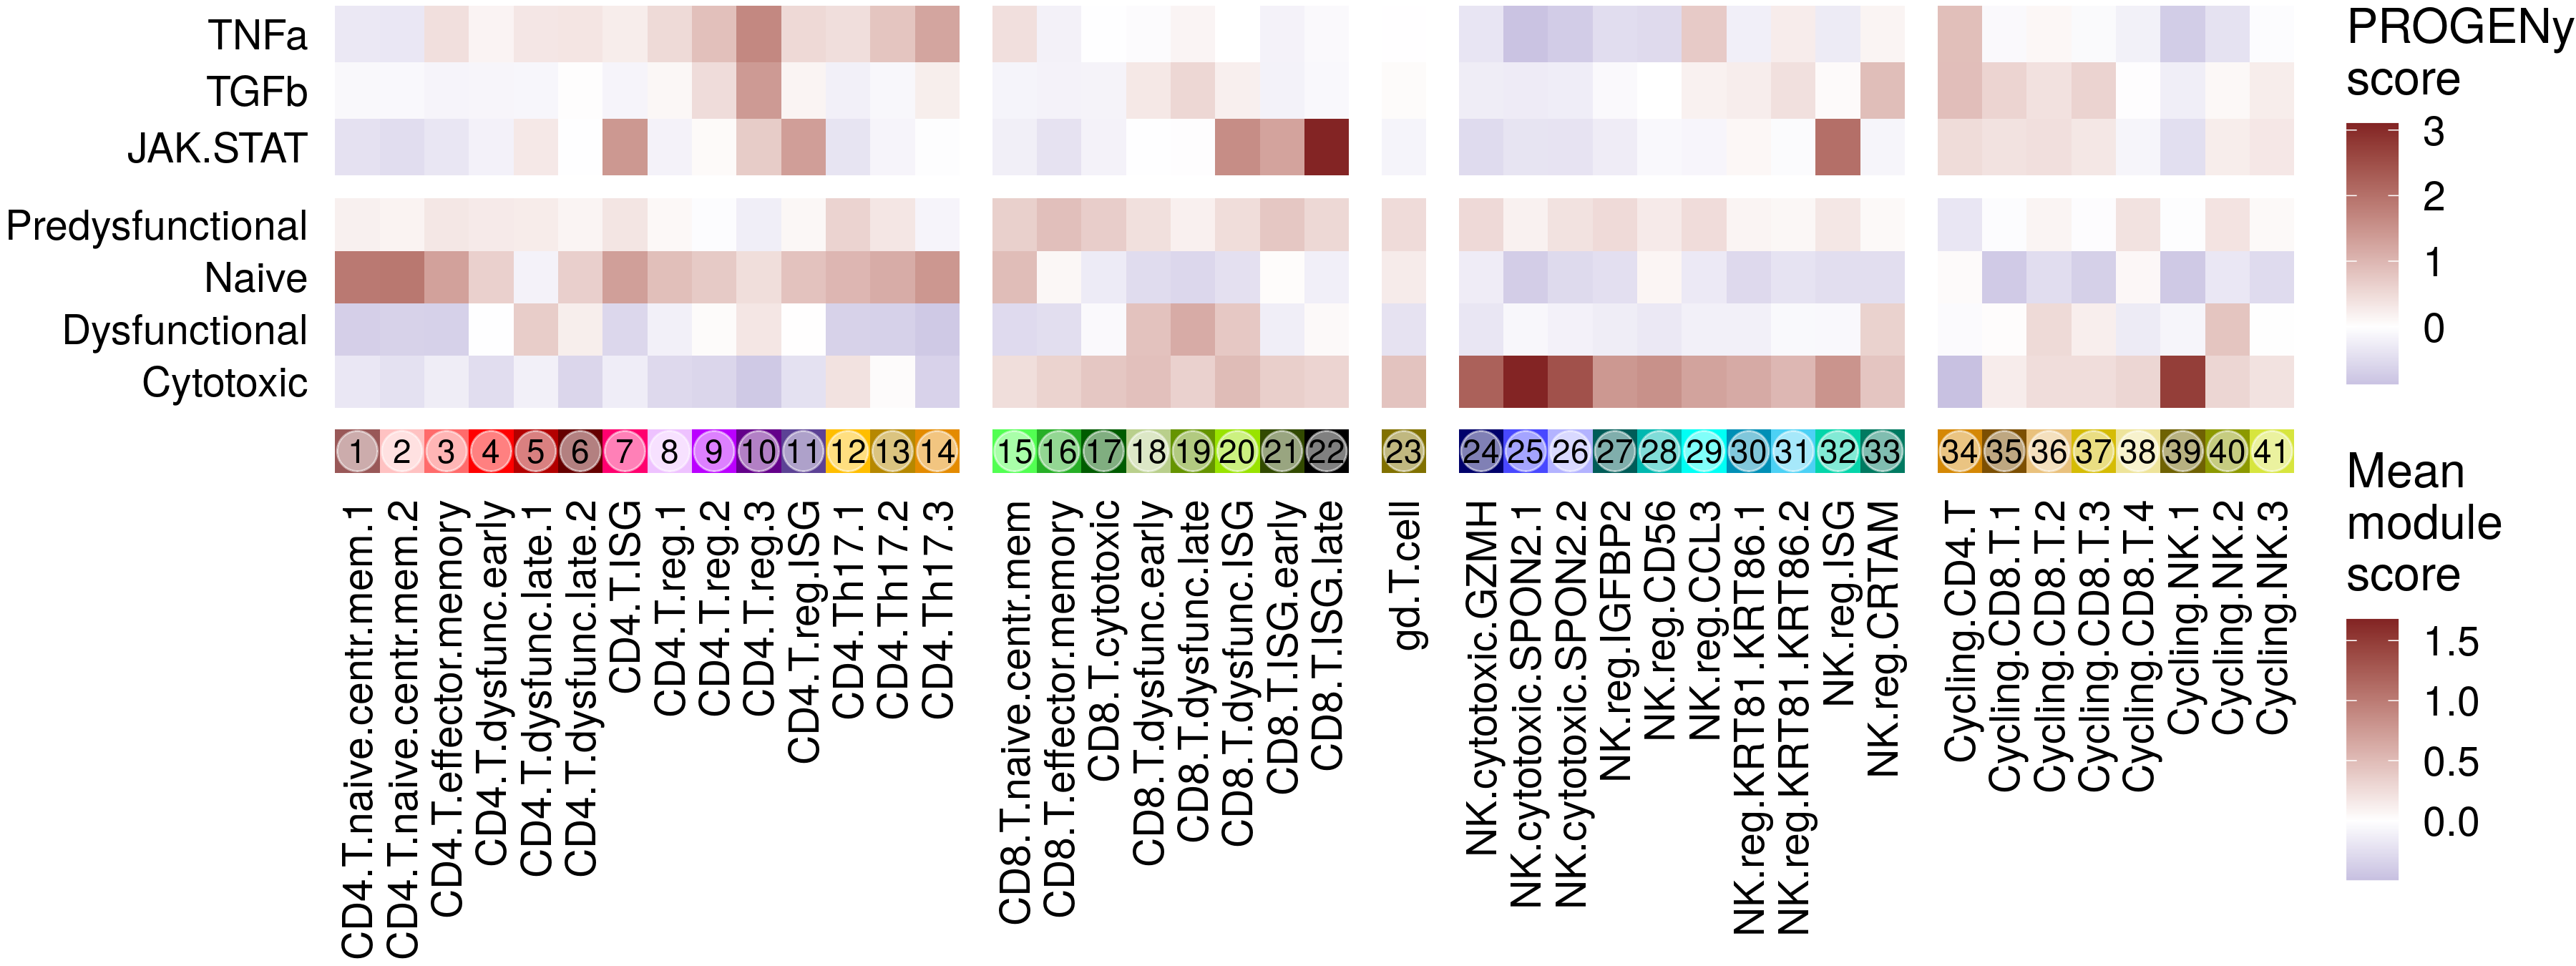 TNFa
TGFb
JAK.STAT
Predysfunctional
Naive
Dysfunctional
Cytotoxic
1 2 3 4 5 6 7 8 9 10 11 12 13 14 15 16 17 18 19 20 21 22 23 24 25 26 27 28 29 30 31 32 33 34 35 36 37 38 39 40 41
CD4.T.naive.centr.mem.1
CD4.T.naive.centr.mem.2
CD4.T.effector.memory
CD4.T.dysfunc.early
CD4.T.dysfunc.late.1
CD4.T.dysfunc.late.2
CD4.T.ISG
CD4.T.reg.1
CD4.T.reg.2
CD4.T.reg.3
CD4.T.reg.ISG
CD4.Th17.1
CD4.Th17.2
CD4.Th17.3
CD8.T.naive.centr.mem
CD8.T.effector.memory
CD8.T.cytotoxic
CD8.T.dysfunc.early
CD8.T.dysfunc.late
CD8.T.dysfunc.ISG
CD8.T.ISG.early
CD8.T.ISG.late
gd.T.cell
NK.cytotoxic.GZMH
NK.cytotoxic.SPON2.1
NK.cytotoxic.SPON2.2
NK.reg.IGFBP2
NK.reg.CD56
NK.reg.CCL3
NK.reg.KRT81.KRT86.1
NK.reg.KRT81.KRT86.2
NK.reg.ISG
NK.reg.CRTAM
Cycling.CD4.T
Cycling.CD8.T.1
Cycling.CD8.T.2
Cycling.CD8.T.3
Cycling.CD8.T.4
Cycling.NK.1
Cycling.NK.2
Cycling.NK.3
PROGENy
score
3
2
1
0
Mean
module
score
1.5
1.0
0.5
0.0